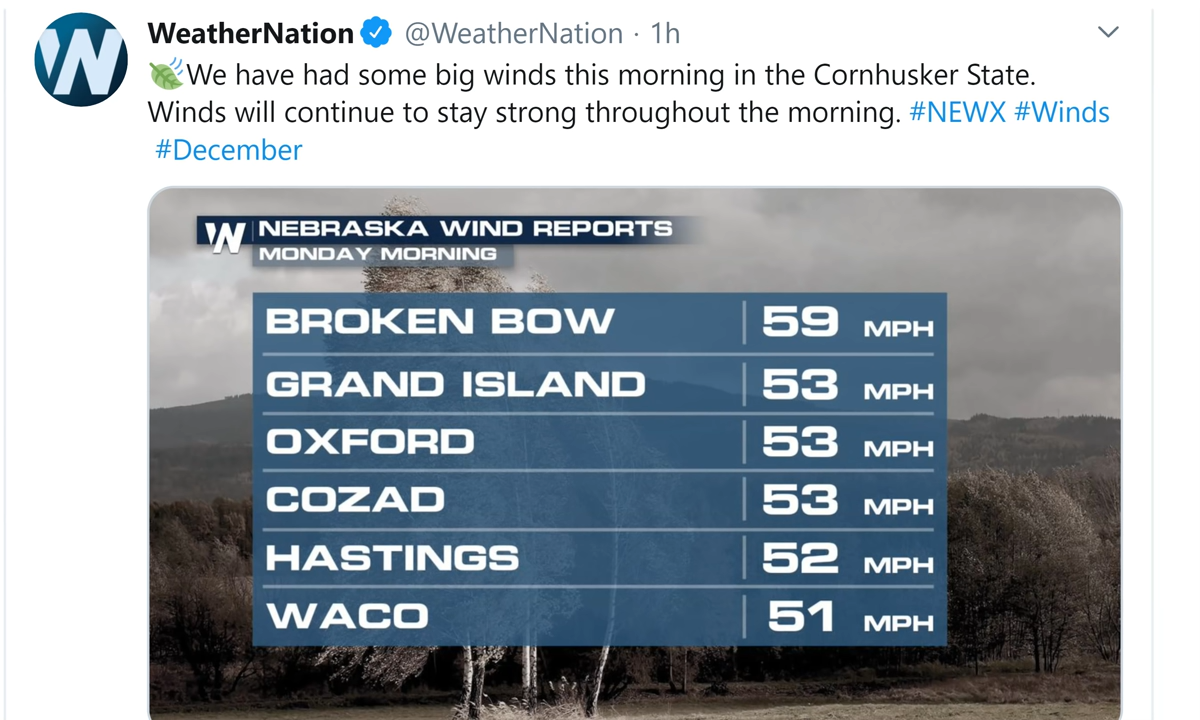 WeatherNation @WeatherNation · 1h
We have had some big winds this morning in the Cornhusker State.
Winds will continue to stay strong throughout the morning. #NEWX #Winds
#December
W NEBRASKA WIND REPORTS
MONDAY MORNING
BROKEN BOW 59 MPH
GRAND ISLAND 53 MPH
OXFORD 53 MPH
COZAD 53 MPH
HASTINGS 52 MPH
WACO 51 MPH